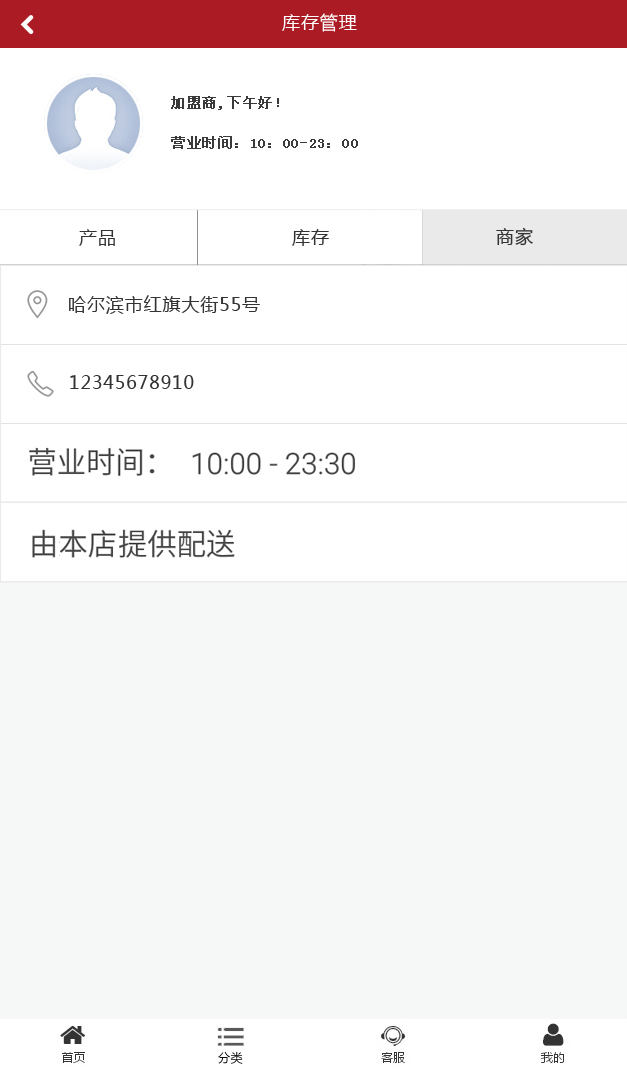 库存管理
加盟商,下午好!
营业时间：10：00-23：00
产品
库存
商家
哈尔滨市红旗大街55号
12345678910
营业时间： 10:00 - 23:30
由本店提供配送
首页
分类
客服
我的